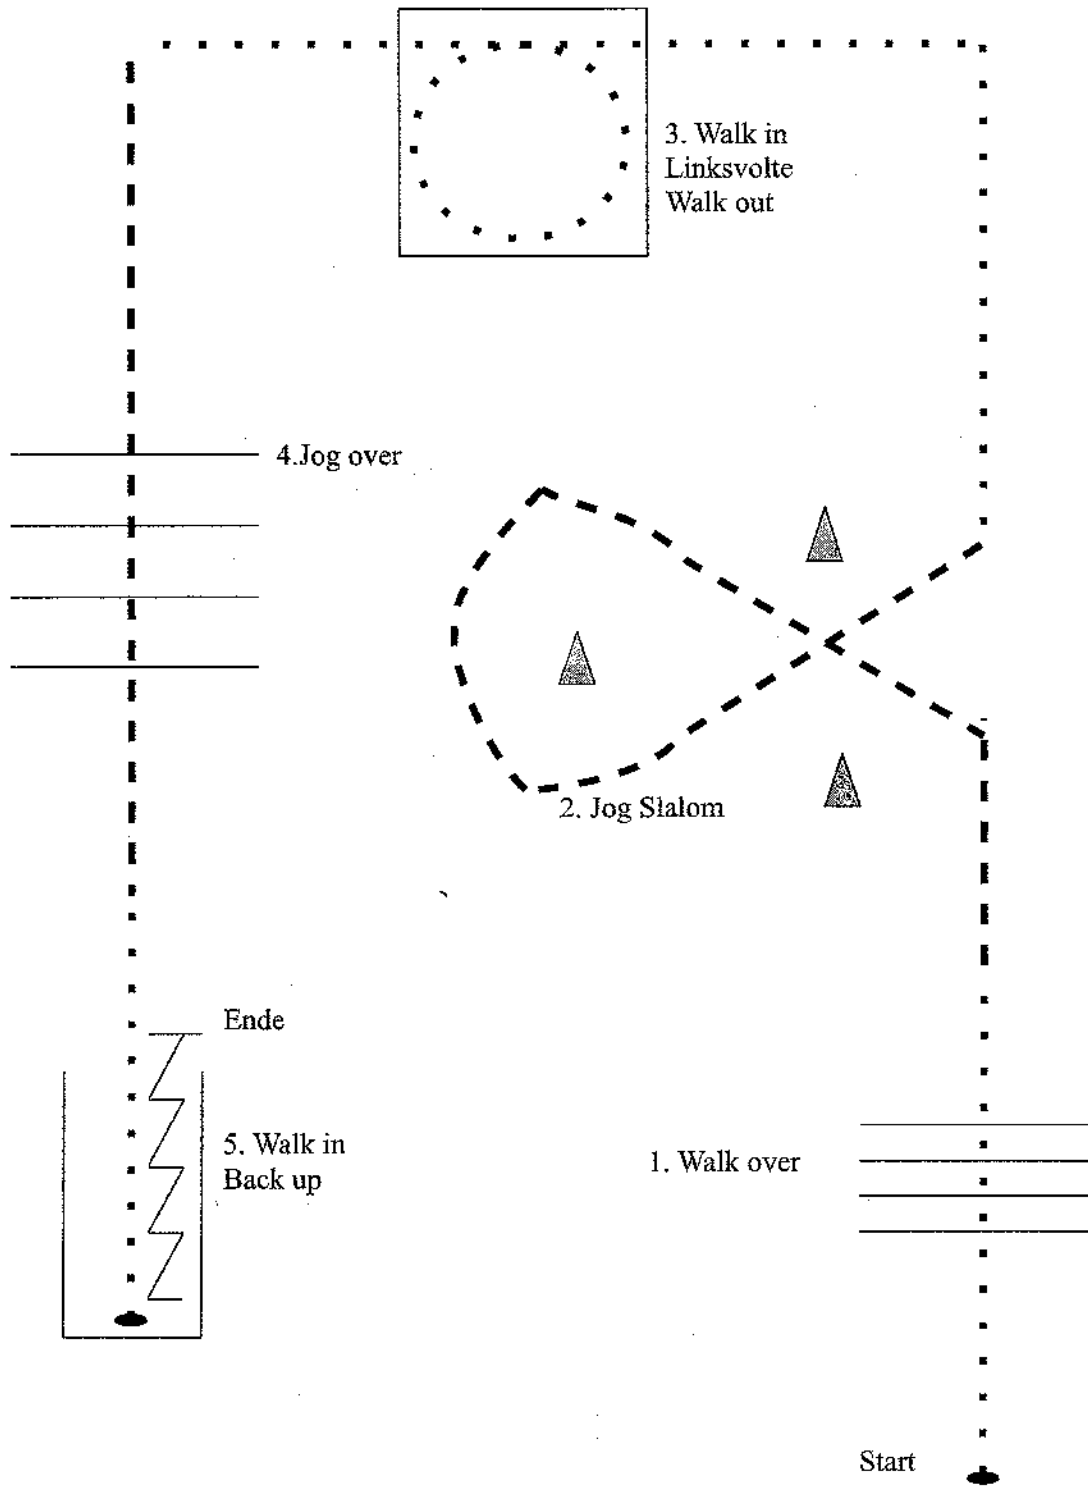 3. Walk in
Linksvolte
Walk out
4.Jog over
2. Jog Slalom
Ende
5. Walk in
Back up
1. Walk over
Start